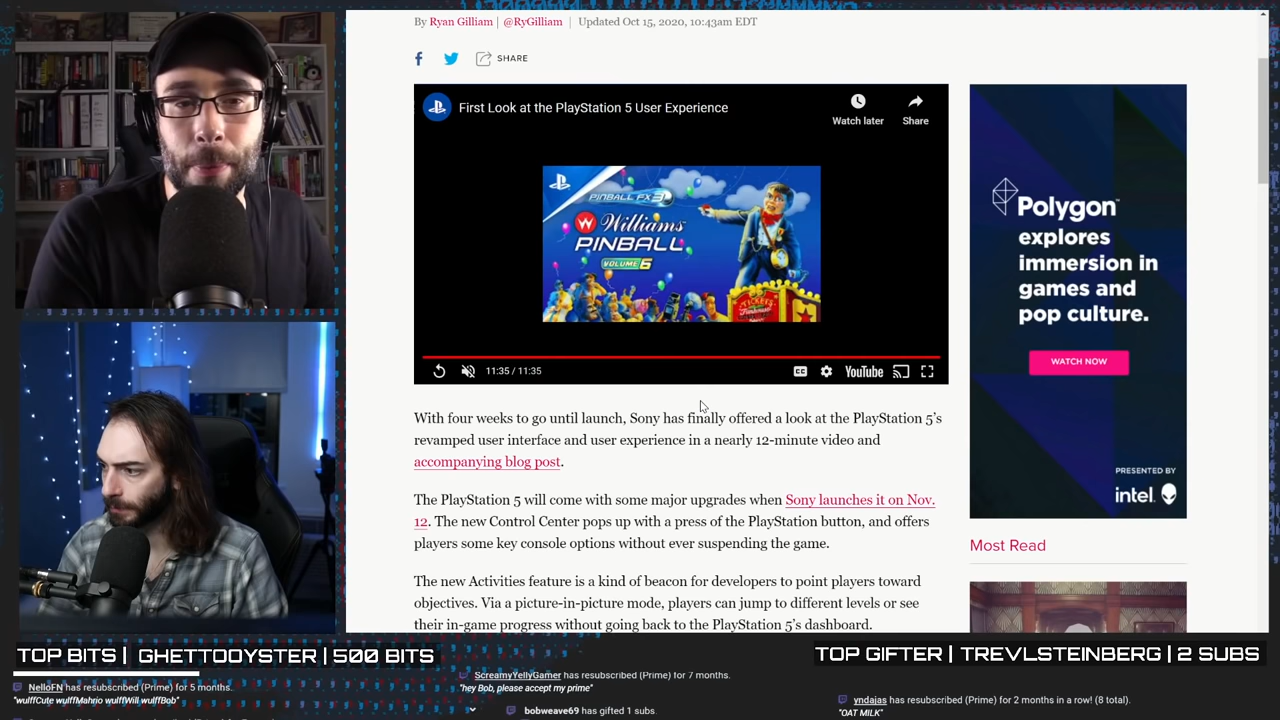 By Ryan Gilliam | @RyGilliam | Updated Oct 15, 2020, 10:43am EDT
SHARE
First Look at the PlayStation 5 User Experience
Watch later
Share
PINBALL FX3
Williams
PINBALL
VOLUME 6
TICKETS
11:35 / 11:35
CC
YouTube
With four weeks to go until launch, Sony has finally offered a look at the PlayStation 5's
revamped user interface and user experience in a nearly 12-minute video and
accompanying blog post.
The PlayStation 5 will come with some major upgrades when Sony launches it on Nov.
12. The new Control Center pops up with a press of the PlayStation button, and offers
players some key console options without ever suspending the game.
The new Activities feature is a kind of beacon for developers to point players toward
objectives. Via a picture-in-picture mode, players can jump to different levels or see
their in-game progress without going back to the PlayStation 5's dashboard.
Polygon
explores
immersion in
games and
pop culture.
WATCH NOW
PRESENTED BY
intel.
Most Read
TOP BITS | GHETTODYSTER | 500 BITS
TOP GIFTER | TREVLSTEINBERG | 2 SUBS
NelloFN has resubscribed (Prime) for 5 months.
"wulffCute wulffMahrio wulffWill wulffBob"
ScreamyYellyGamer has resubscribed (Prime) for 7 months.
"hey Bob, please accept my prime"
bobweave69 has gifted 1 subs.
yndajas has resubscribed (Prime) for 2 months in a row! (8 total).
"OAT MILK"